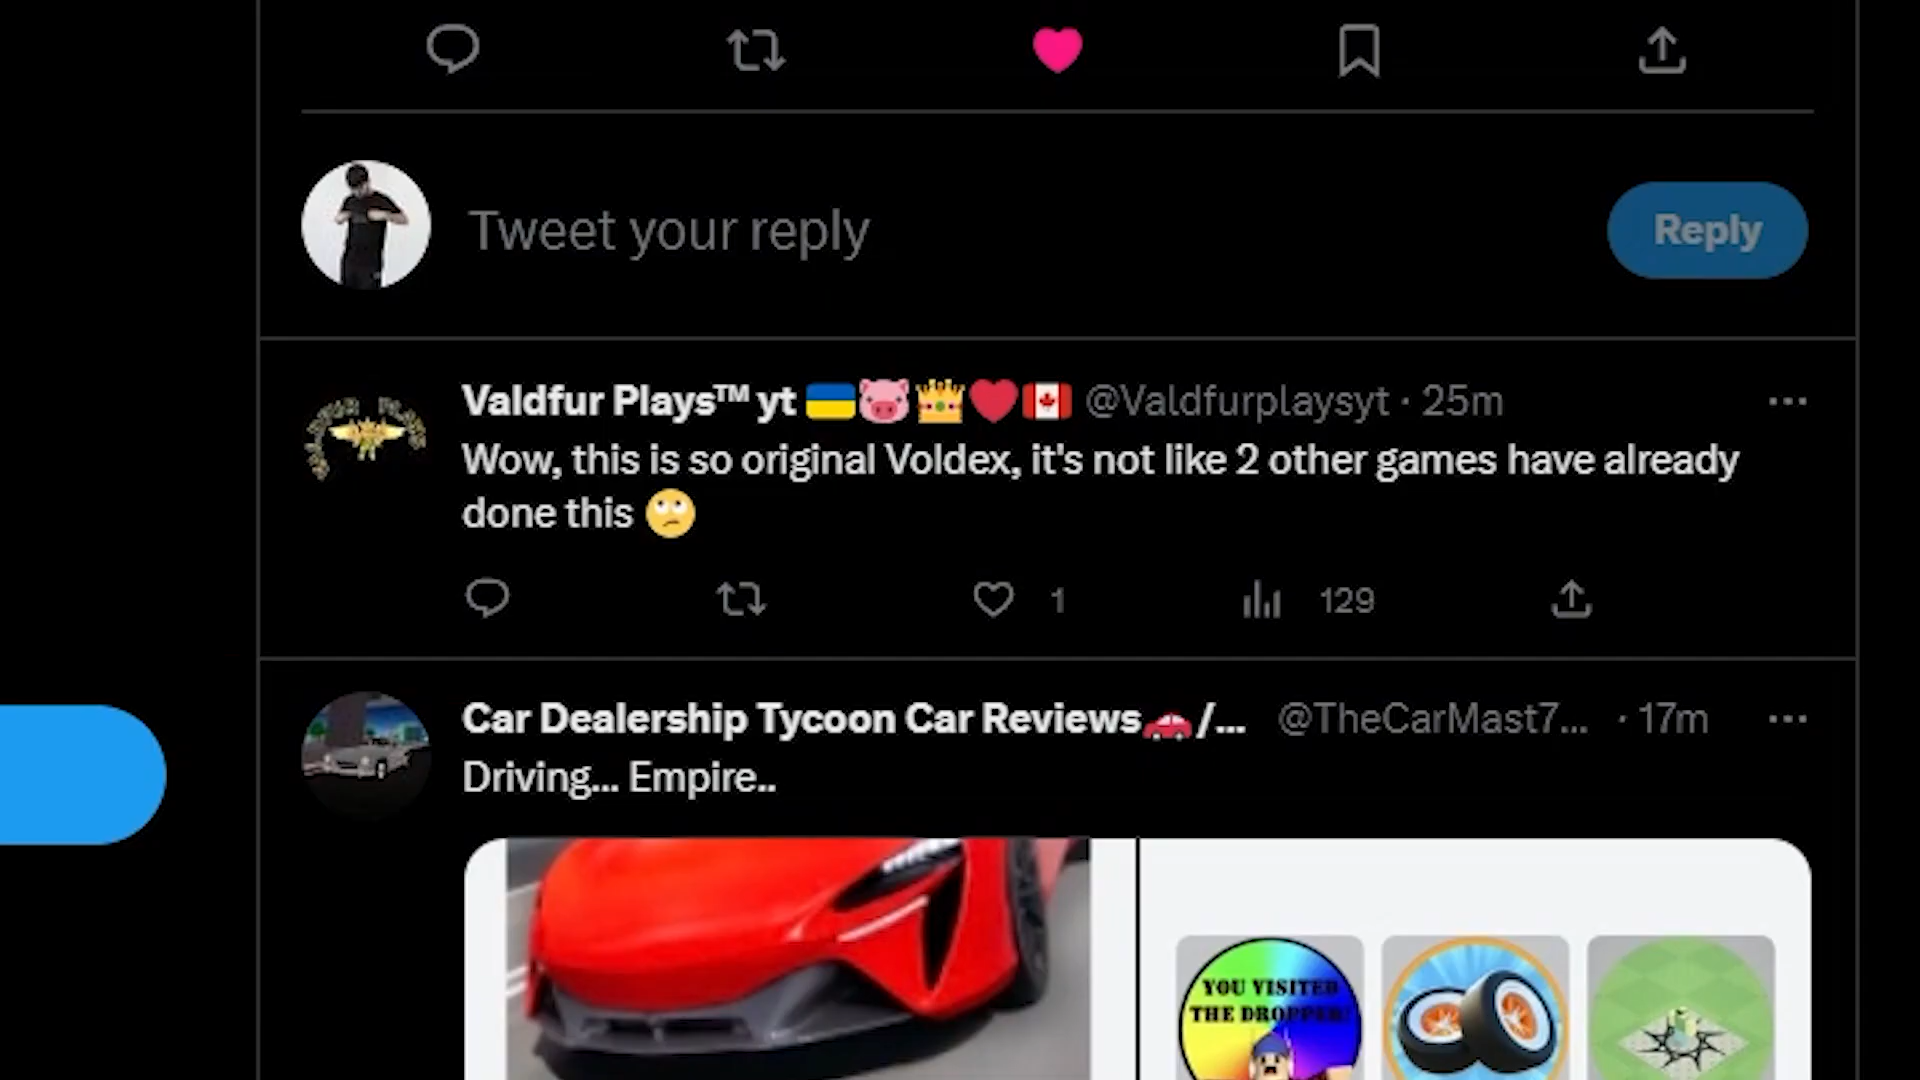 Tweet your reply
Reply
Valdfur Plays™ yt 🇺🇦🐷👑❤️🇨🇦 @Valdfurplaysyt · 25m
Wow, this is so original Voldex, it's not like 2 other games have already
done this 🙄
1 129
Car Dealership Tycoon Car Reviews🚗/... @TheCarMast7... · 17m
Driving... Empire..
YOU VISITED
THE DROPPER!